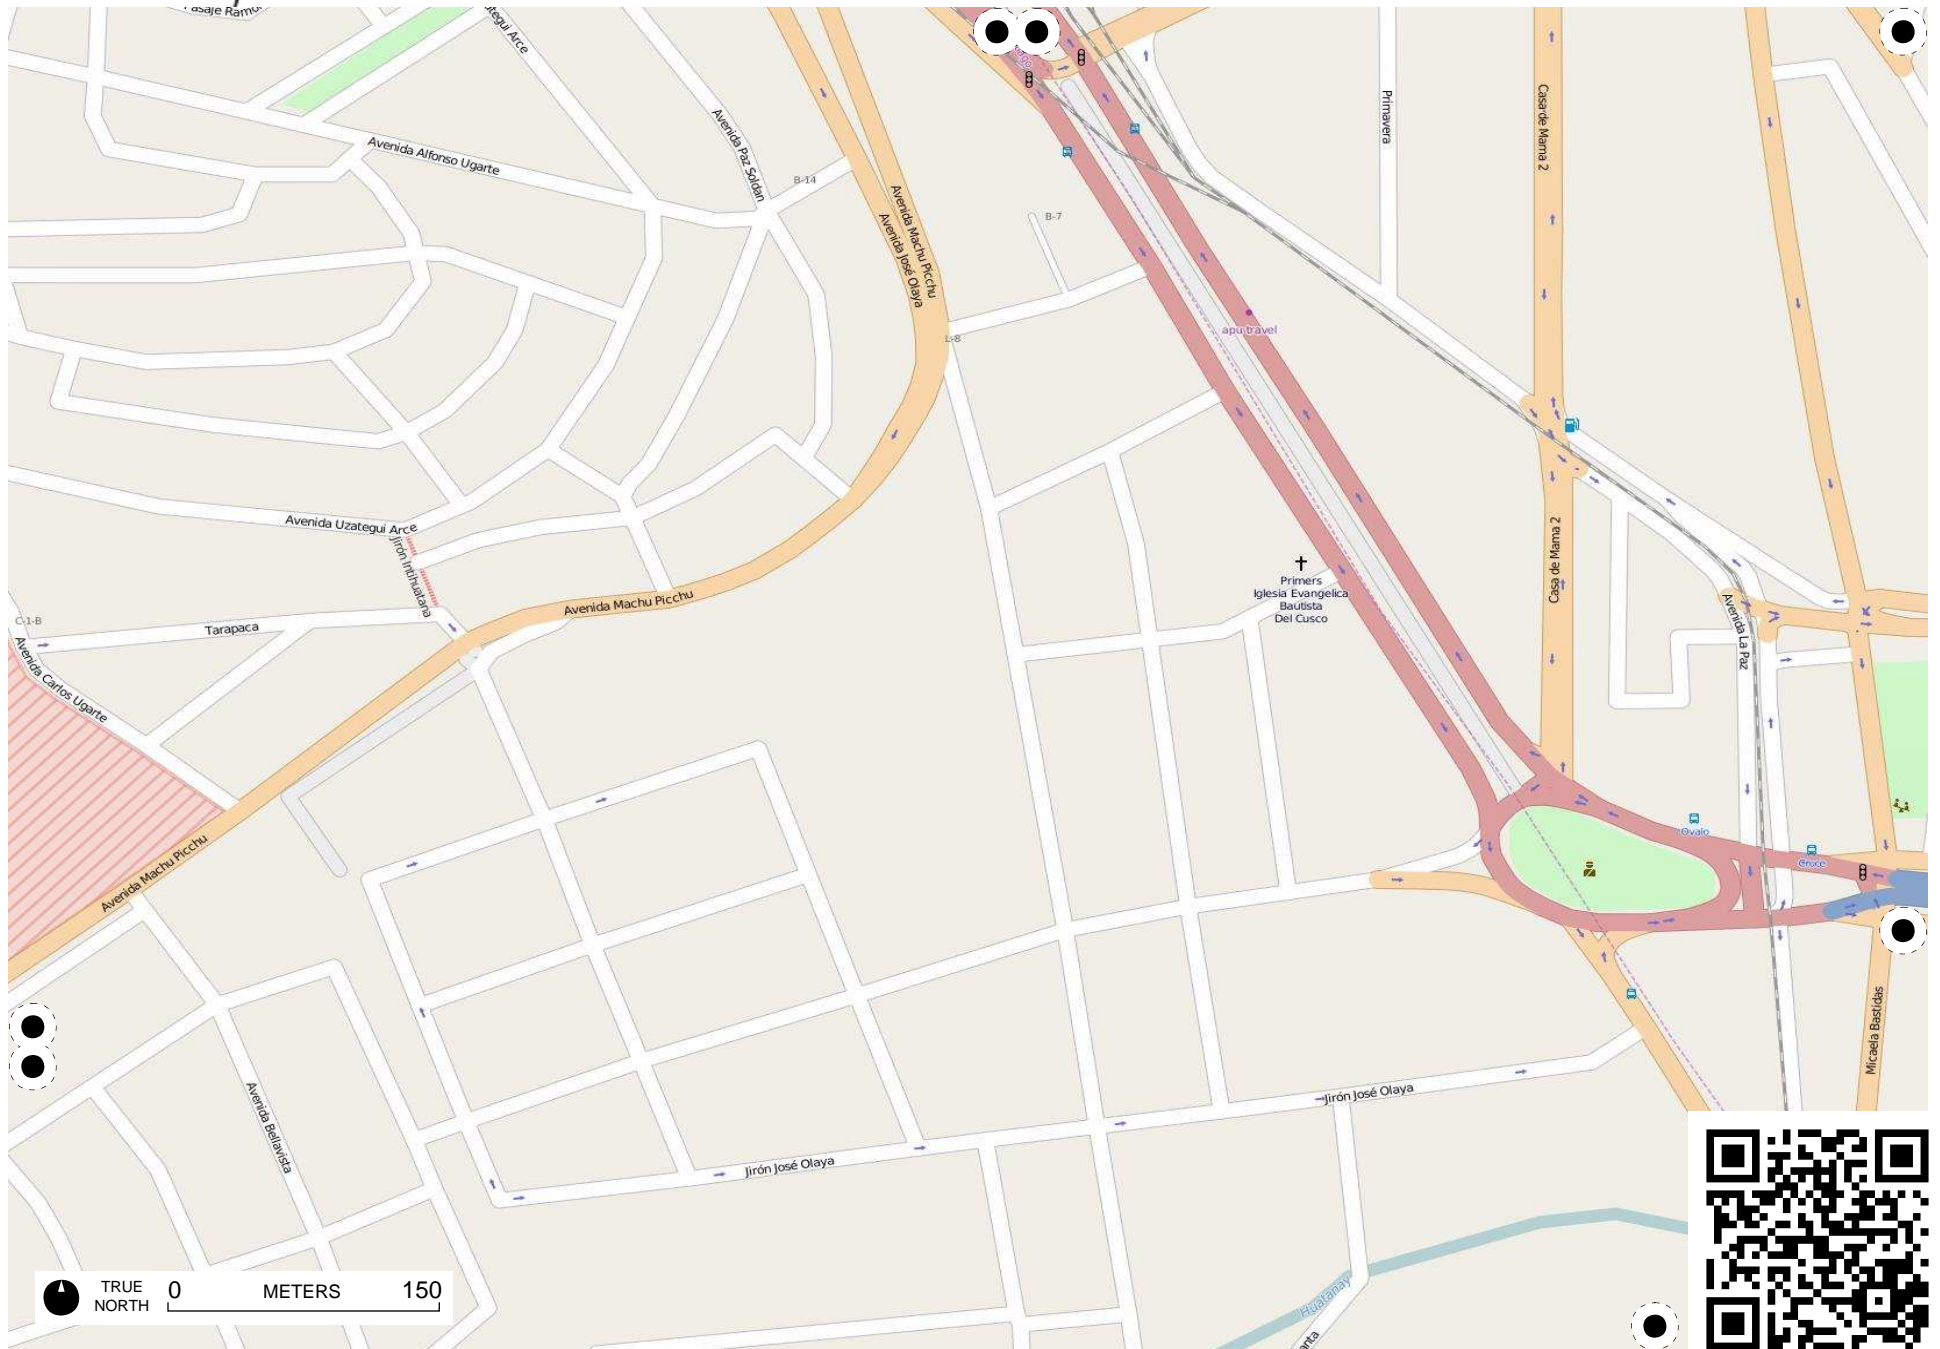 Avenida Alfonso Ugarte
Avenida Paz Soldan
B-14
Avenida Machu Picchu
Avenida José Olaya
B-7
L-8
Primavera
Casa de Mama 2
apu travel
Avenida Uzategui Arce
Jirón Intihuatana
Avenida Machu Picchu
C-1-B
Tarapaca
Avenida Carlos Ugarte
Primers
Iglesia Evangelica
Bautista
Del Cusco
Casa de Mama 2
Avenida La Paz
Ovalo
Cruce
Avenida Machu Picchu
Micaela Bastidas
Avenida Bellavista
Jirón José Olaya
Jirón José Olaya
Huatanay
TRUE
NORTH
0 METERS 150